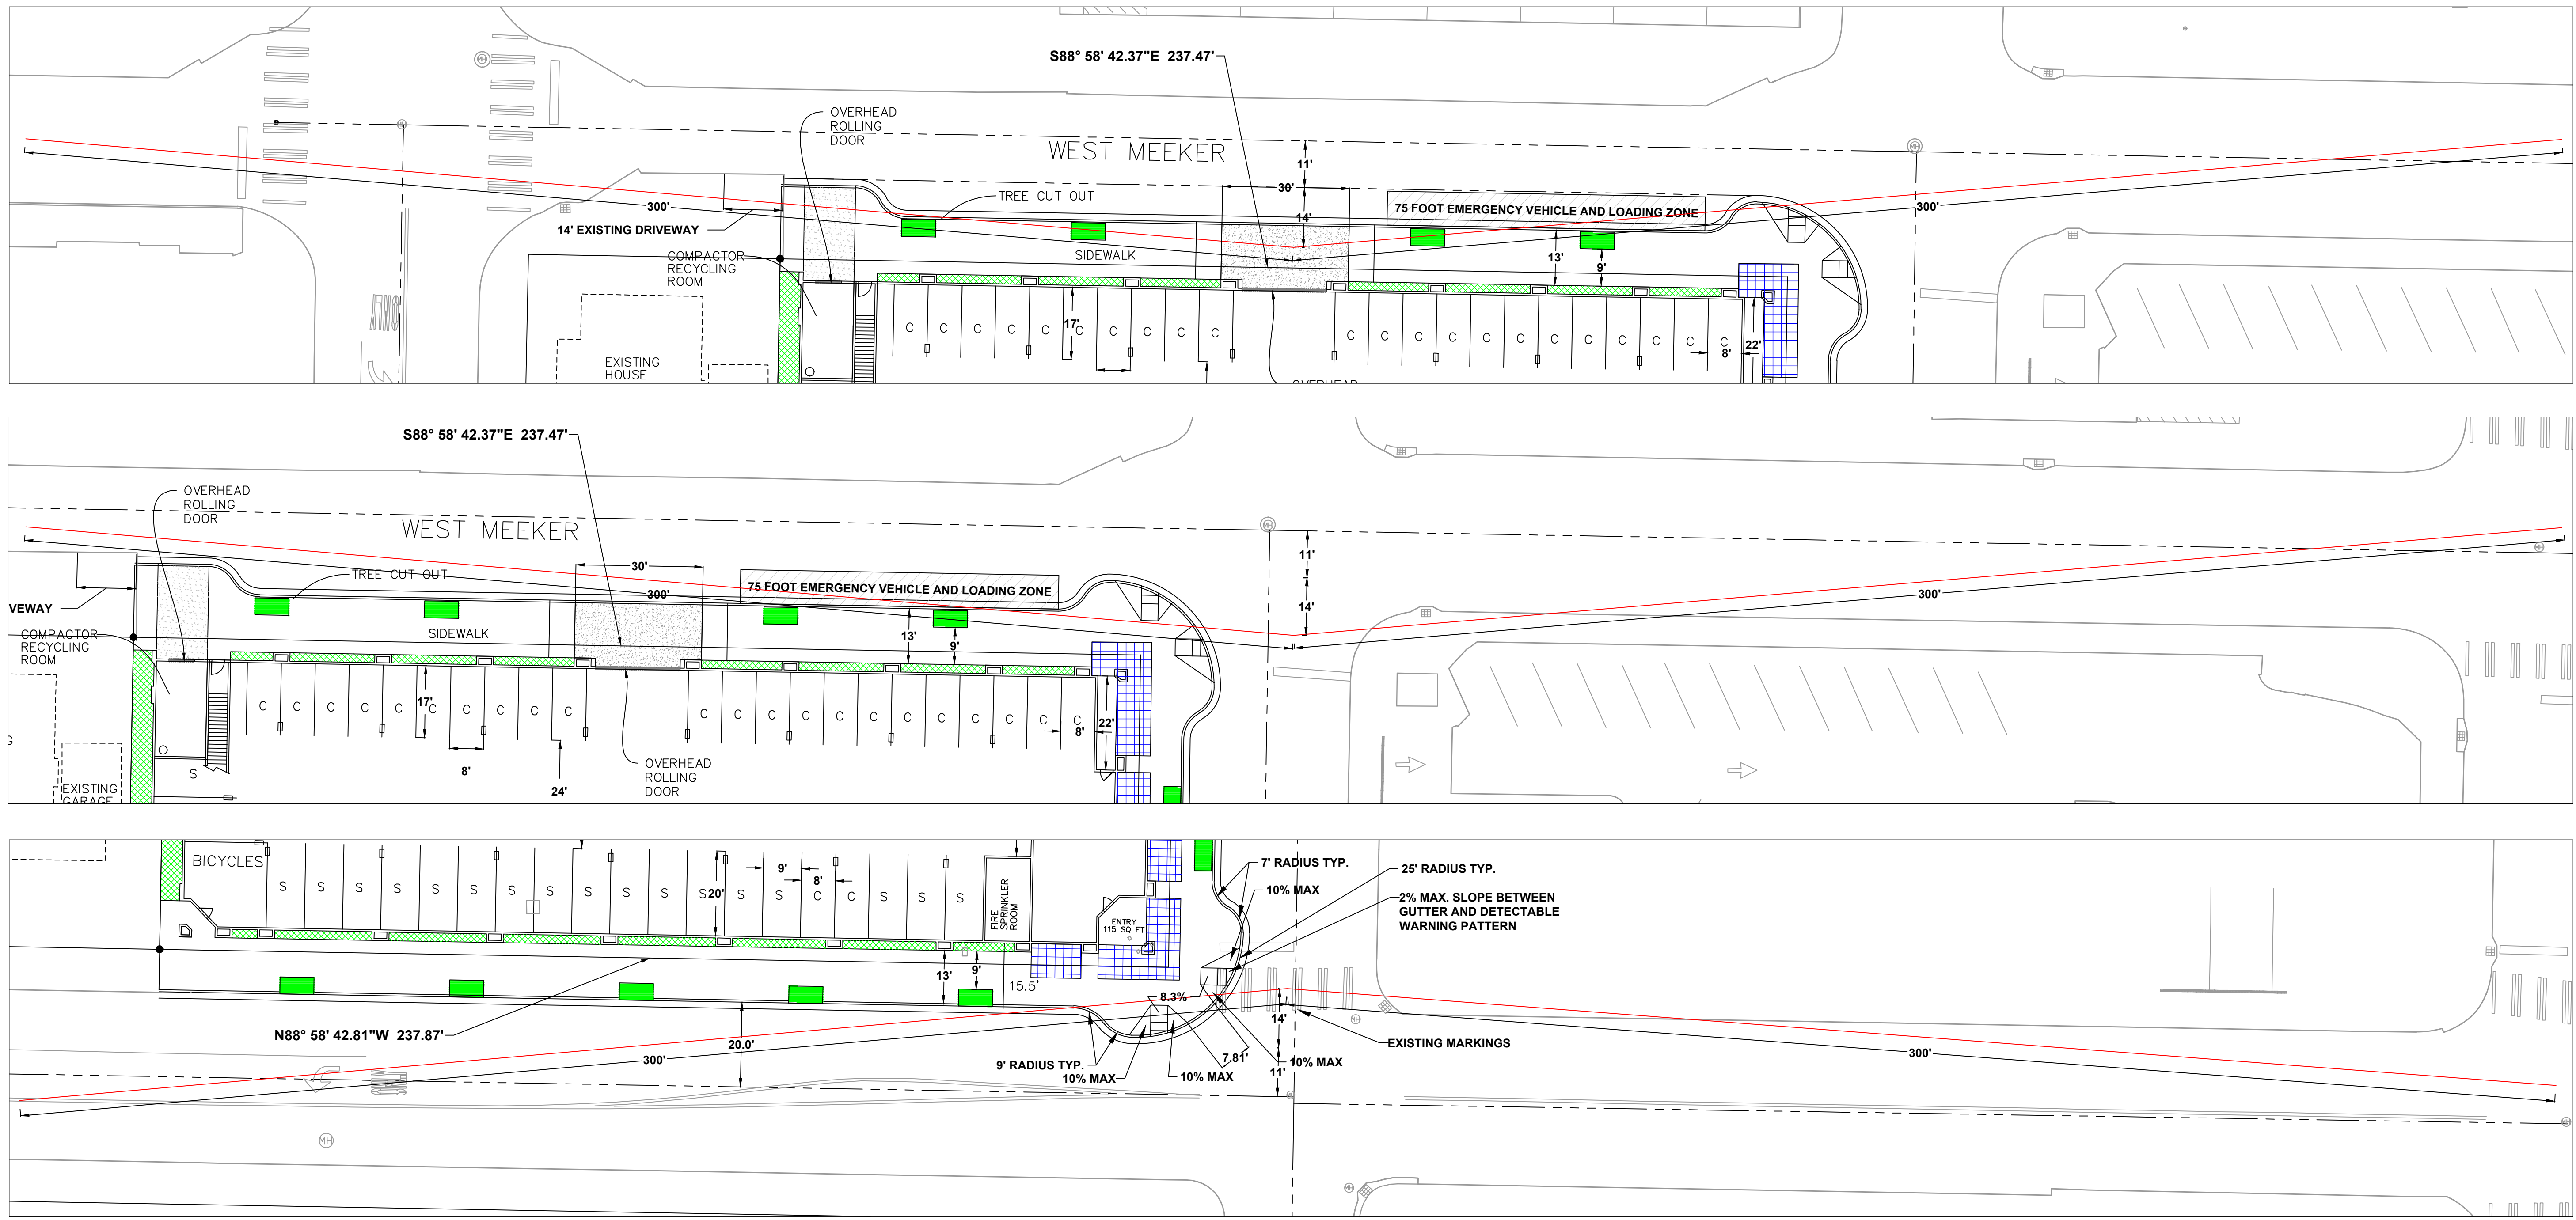 S88° 58' 42.37"E 237.47'
OVERHEAD
ROLLING
DOOR
WEST MEEKER
11'
30'
14'
TREE CUT OUT
300'
75 FOOT EMERGENCY VEHICLE AND LOADING ZONE
300'
14' EXISTING DRIVEWAY
COMPACTOR
RECYCLING
ROOM
SIDEWALK
13'
9'
ONLY
17'
C C C C C C C C C C
C C C C C C C C C C C C
8'
22'
EXISTING
HOUSE
OVERHEAD
MH
MH
S88° 58' 42.37"E 237.47'
OVERHEAD
ROLLING
DOOR
WEST MEEKER
11'
14'
30'
TREE CUT OUT
300'
75 FOOT EMERGENCY VEHICLE AND LOADING ZONE
300'
VEWAY
COMPACTOR
RECYCLING
ROOM
SIDEWALK
13'
9'
17'
C C C C C C C C C C
C C C C C C C C C C C C
8'
22'
8'
24'
S
OVERHEAD
ROLLING
DOOR
EXISTING
GARAGE
MH
BICYCLES
S S S S S S S S S S S S S S C C S S S
20'
9'
8'
FIRE
SPRINKLER
ROOM
ENTRY
115 SQ FT
7' RADIUS TYP.
10% MAX
25' RADIUS TYP.
2% MAX. SLOPE BETWEEN
GUTTER AND DETECTABLE
WARNING PATTERN
13'
9'
15.5'
8.3%
14'
N88° 58' 42.81"W 237.87'
20.0'
300'
9' RADIUS TYP.
10% MAX
10% MAX
7.81'
10% MAX
11'
EXISTING MARKINGS
300'
MH